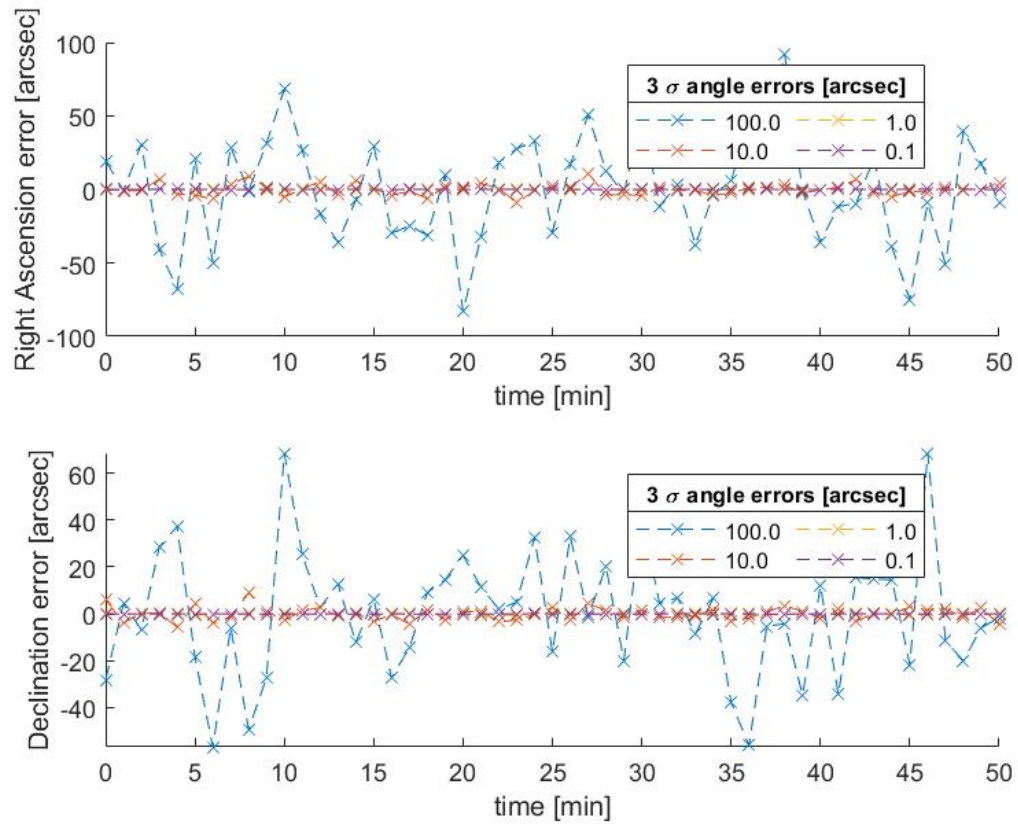 Right Ascension error [arcsec]
100
50
0
-50
-100
3 σ angle errors [arcsec]
100.0 1.0
10.0 0.1
0 5 10 15 20 25 30 35 40 45 50
time [min]
Declination error [arcsec]
60
40
20
0
-20
-40
3 σ angle errors [arcsec]
100.0 1.0
10.0 0.1
0 5 10 15 20 25 30 35 40 45 50
time [min]